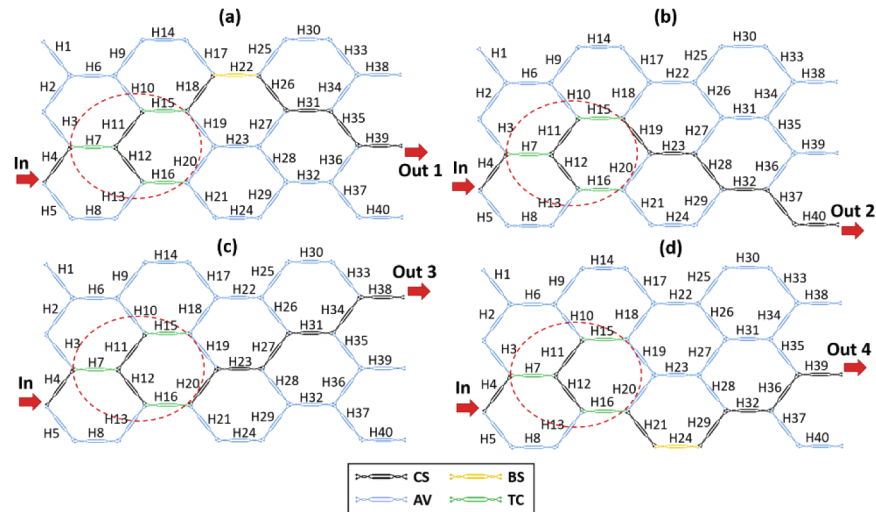 (a)
H1 H6 H9 H14 H17 H22 H25 H30 H33 H38
H2 H10 H15 H18 H26 H31 H34 H35
H3 H7 H11 H19 H23 H27 H39
In H4 H12 H20 H28 H32 H36 Out 1
H5 H8 H13 H16 H21 H24 H29 H37 H40
(b)
H1 H6 H9 H14 H17 H22 H25 H30 H33 H38
H2 H10 H15 H18 H26 H31 H34 H35
H3 H7 H11 H19 H23 H27 H39
In H4 H12 H20 H28 H32 H36
H5 H8 H13 H16 H21 H24 H29 H37 H40 Out 2
(c)
H1 H6 H9 H14 H17 H22 H25 H30 H33 H38 Out 3
H2 H10 H15 H18 H26 H31 H34 H35
H3 H7 H11 H19 H23 H27 H39
In H4 H12 H20 H28 H32 H36
H5 H8 H13 H16 H21 H24 H29 H37 H40
(d)
H1 H6 H9 H14 H17 H22 H25 H30 H33 H38
H2 H10 H15 H18 H26 H31 H34 H35
H3 H7 H11 H19 H23 H27 H39 Out 4
In H4 H12 H20 H28 H32 H36
H5 H8 H13 H16 H21 H24 H29 H37 H40
CS BS
AV TC